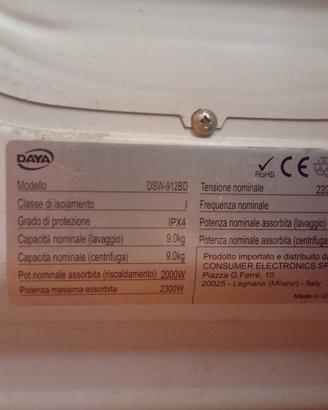 DAYA
RoHS CE
Modello DSW-912BD
Classe di isolamento I
Grado di protezione IPX4
Capacità nominale (lavaggio) 9.0kg
Capacità nominale (centrifuga) 9.0kg
Pot.nominale assorbita (riscaldamento) 2000W
Potenza massima assorbita 2300W
Tensione nominale 220
Frequenza nominale
Potenza nominale assorbita (lavaggio)
Potenza nominale assorbita (centrifuga
Prodotto importato e distribuito da
CONSUMER ELECTRONICS SP
Piazza G.Ferrè, 10
20025 - Legnano (Milano) - Italy
Made in C